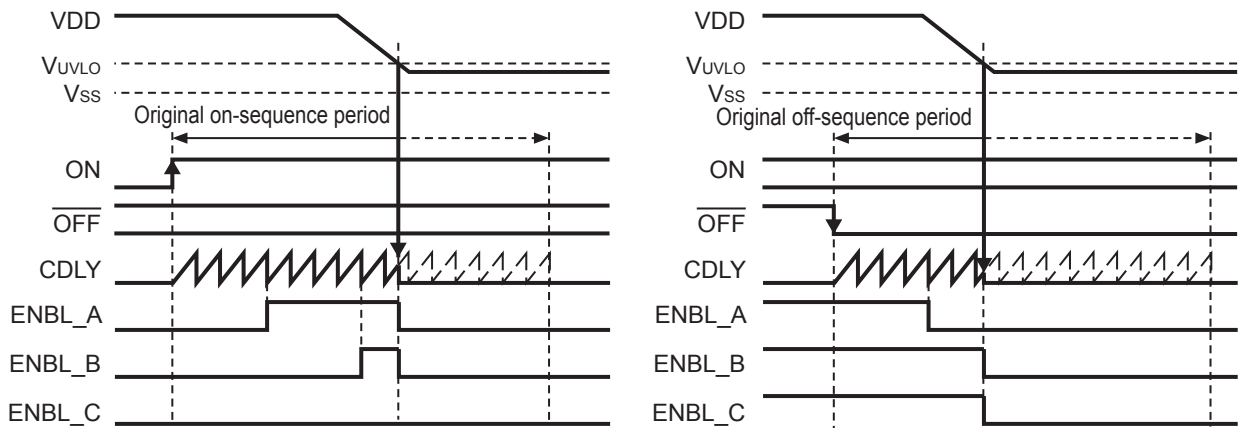 VDD
VUVLO
VSS
Original on-sequence period
ON
OFF
CDLY
ENBL_A
ENBL_B
ENBL_C
VDD
VUVLO
VSS
Original off-sequence period
ON
OFF
CDLY
ENBL_A
ENBL_B
ENBL_C